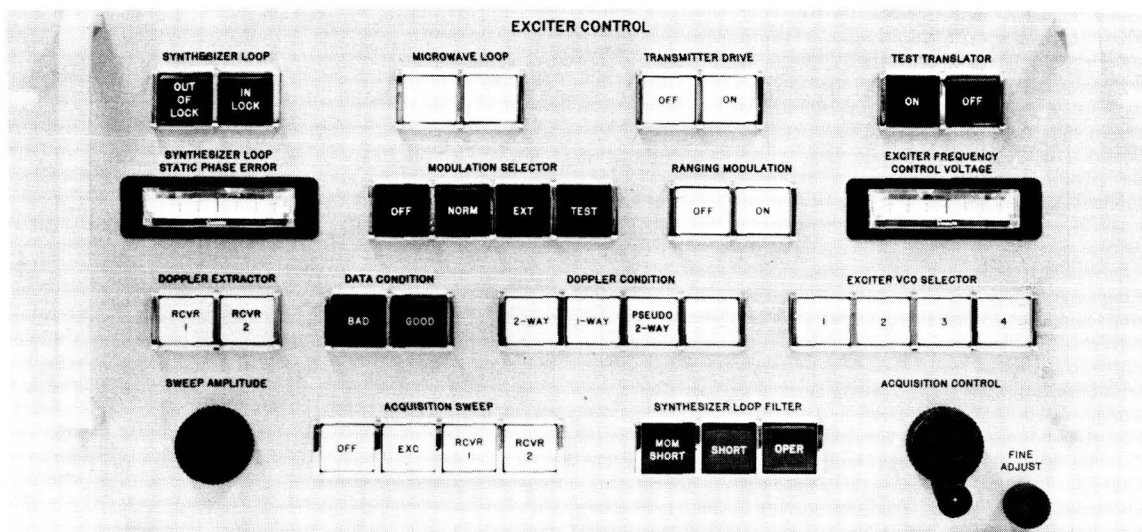 EXCITER CONTROL
SYNTHESIZER LOOP
OUT
OF
LOCK
IN
LOCK
MICROWAVE LOOP
TRANSMITTER DRIVE
OFF
ON
TEST TRANSLATOR
ON
OFF
SYNTHESIZER LOOP
STATIC PHASE ERROR
MODULATION SELECTOR
OFF
NORM
EXT
TEST
RANGING MODULATION
OFF
ON
EXCITER FREQUENCY
CONTROL VOLTAGE
DOPPLER EXTRACTOR
RCVR
1
RCVR
2
DATA CONDITION
BAD
GOOD
DOPPLER CONDITION
2-WAY
1-WAY
PSEUDO
2-WAY
EXCITER VCO SELECTOR
1
2
3
4
SWEEP AMPLITUDE
ACQUISTION SWEEP
OFF
EXC
RCVR
1
RCVR
2
SYNTHESIZER LOOP FILTER
MOM
SHORT
SHORT
OPER
ACQUISITION CONTROL
FINE
ADJUST